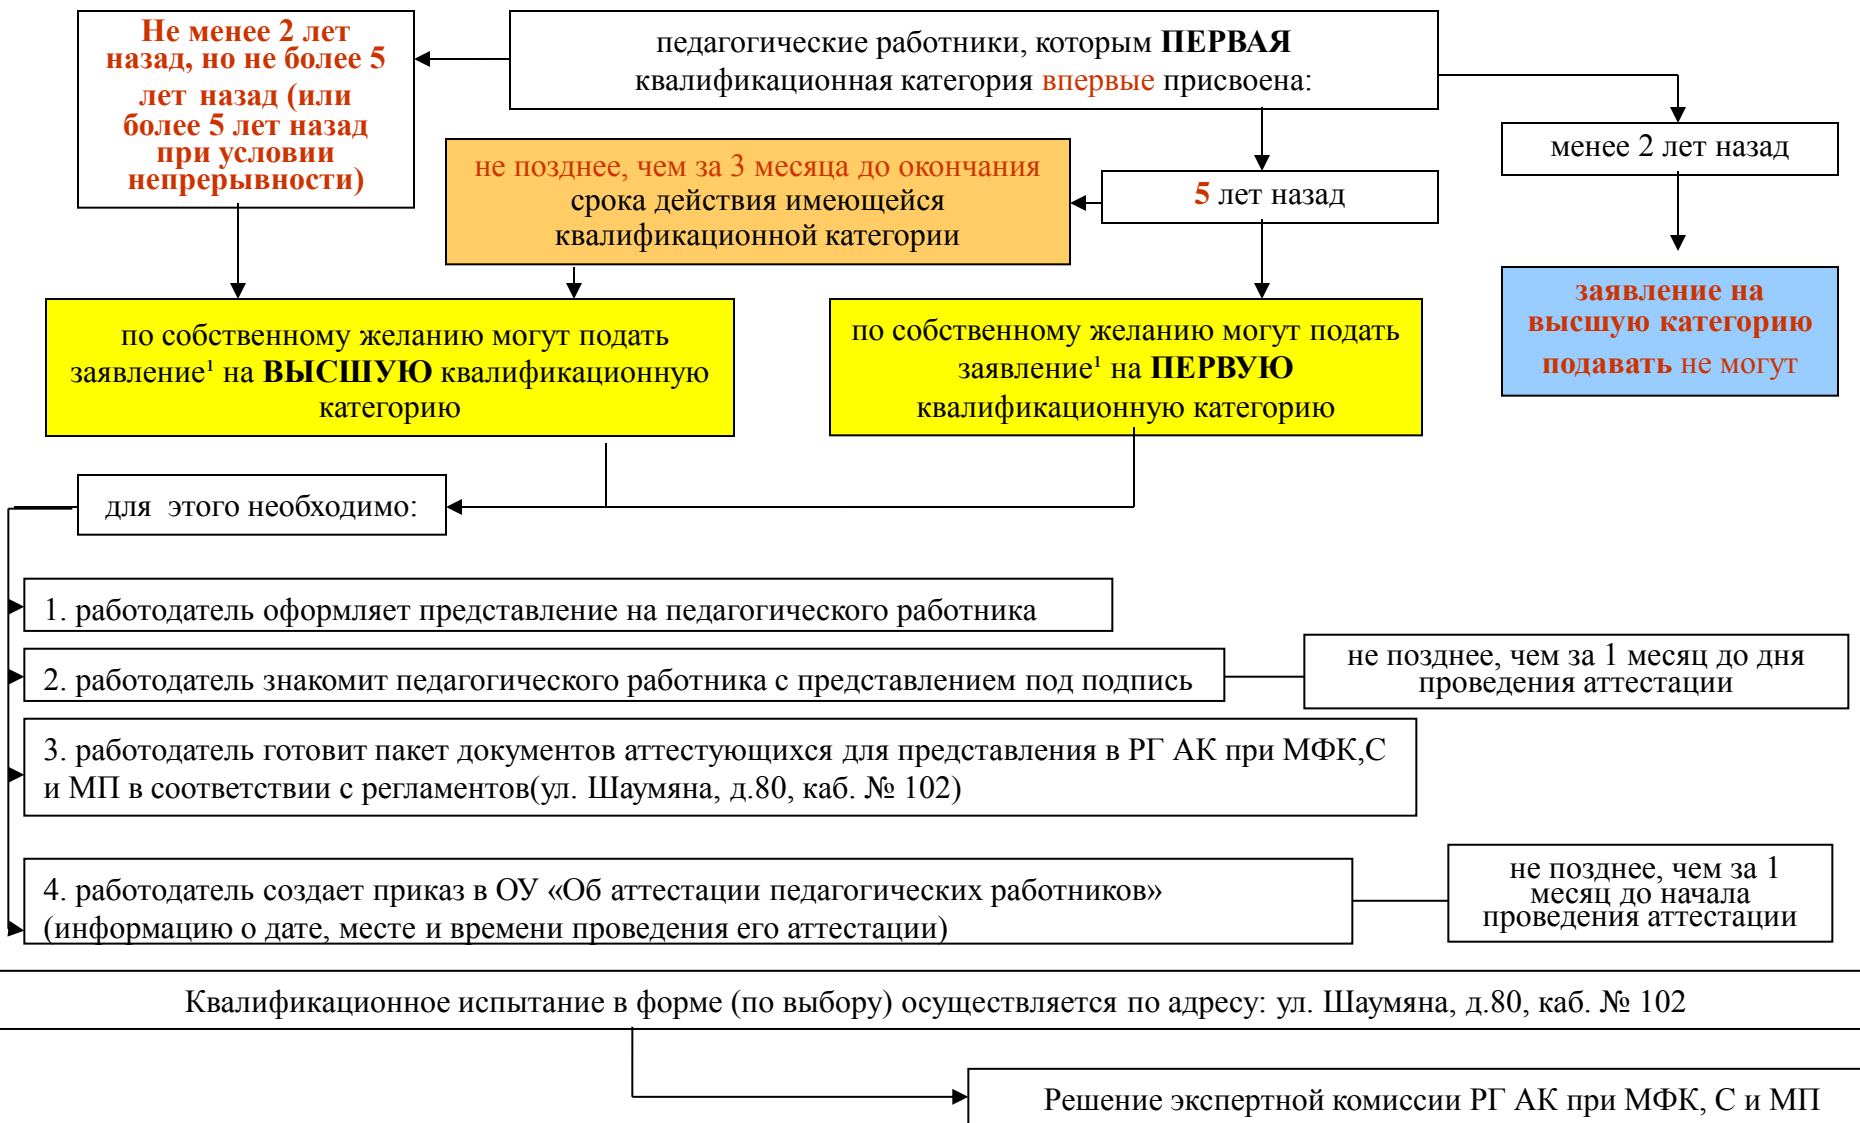 Не менее 2 лет
назад, но не более 5
лет назад (или
более 5 лет назад
при условии
непрерывности)
педагогические работники, которым ПЕРВАЯ
квалификационная категория впервые присвоена:
менее 2 лет назад
не позднее, чем за 3 месяца до окончания
срока действия имеющейся
квалификационной категории
5 лет назад
по собственному желанию могут подать
заявление¹ на ВЫСШУЮ квалификационную
категорию
по собственному желанию могут подать
заявление¹ на ПЕРВУЮ
квалификационную категорию
заявление на
высшую категорию
подавать не могут
для этого необходимо:
1. работодатель оформляет представление на педагогического работника
2. работодатель знакомит педагогического работника с представлением под подпись
не позднее, чем за 1 месяц до дня
проведения аттестации
3. работодатель готовит пакет документов аттестующихся для представления в РГ АК при МФК,С
и МП в соответствии с регламентов(ул. Шаумяна, д.80, каб. № 102)
4. работодатель создает приказ в ОУ «Об аттестации педагогических работников»
(информацию о дате, месте и времени проведения его аттестации)
не позднее, чем за 1
месяц до начала
проведения аттестации
Квалификационное испытание в форме (по выбору) осуществляется по адресу: ул. Шаумяна, д.80, каб. № 102
Решение экспертной комиссии РГ АК при МФК, С и МП